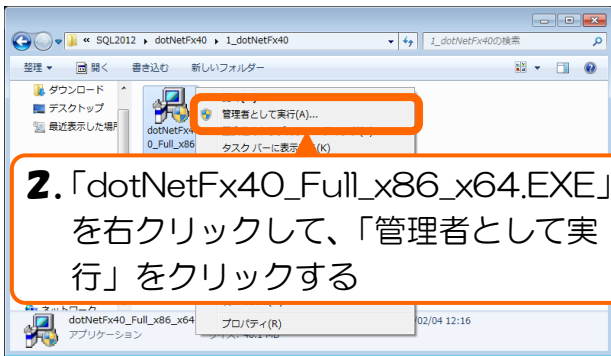 « SQL2012 ▸ dotNetFx40 ▸ 1_dotNetFx40
1_dotNetFx40の検索
整理 ▼ 開く 書き込む 新しいフォルダー
ダウンロード
デスクトップ
最近表示した場所
dotNetFx4
0_Full_x86
管理者として実行(A)...
タスク バーに表示 (K)
2.「dotNetFx40_Full_x86_x64.EXE」
を右クリックして、「管理者として実
行」をクリックする
dotNetFx40_Full_x86_x64
アプリケーション
プロパティ(R)
02/04 12:16